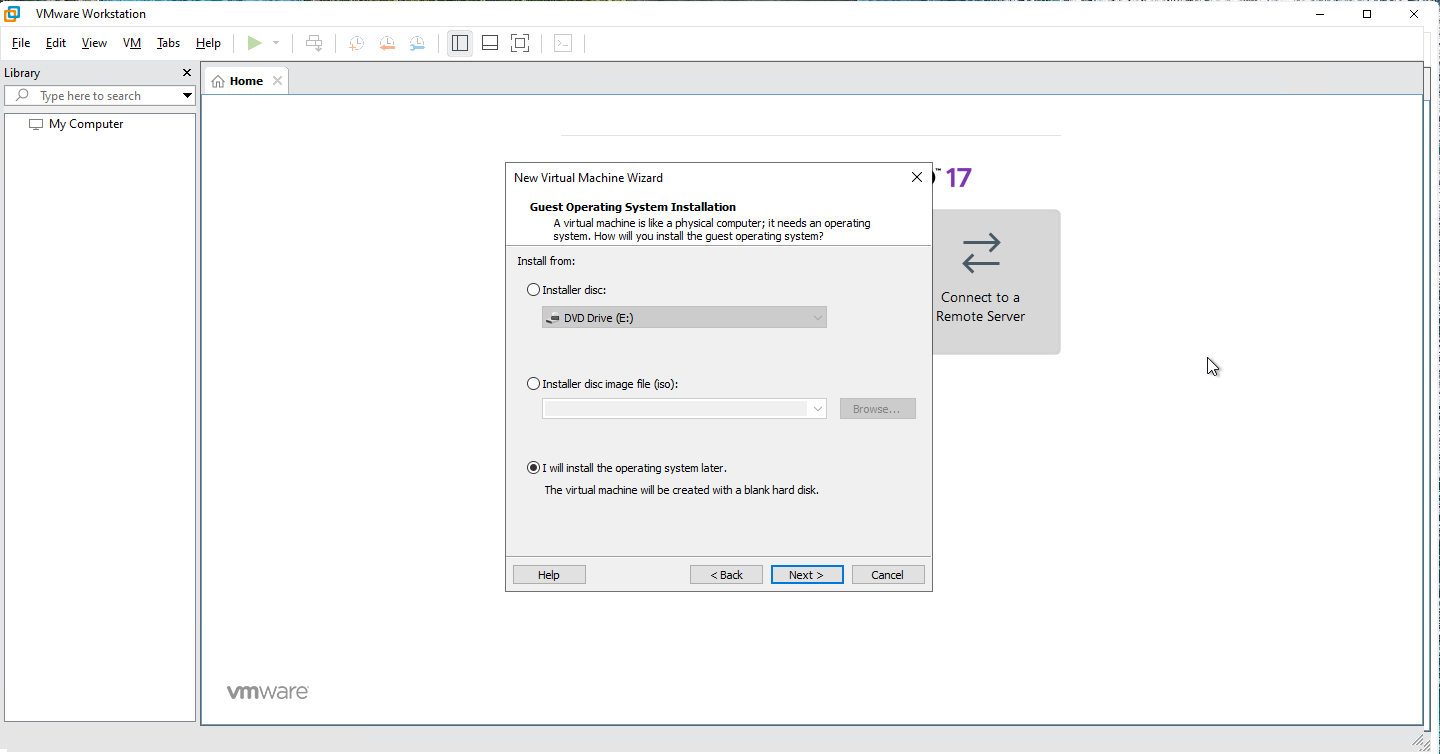 VMware Workstation
File Edit View VM Tabs Help
Library
Type here to search
My Computer
Home
™ 17
New Virtual Machine Wizard
Guest Operating System Installation
A virtual machine is like a physical computer; it needs an operating
system. How will you install the guest operating system?
Install from:
Installer disc:
DVD Drive (E:)
Installer disc image file (iso):
Browse...
I will install the operating system later.
The virtual machine will be created with a blank hard disk.
Help < Back Next > Cancel
Connect to a
Remote Server
vmware